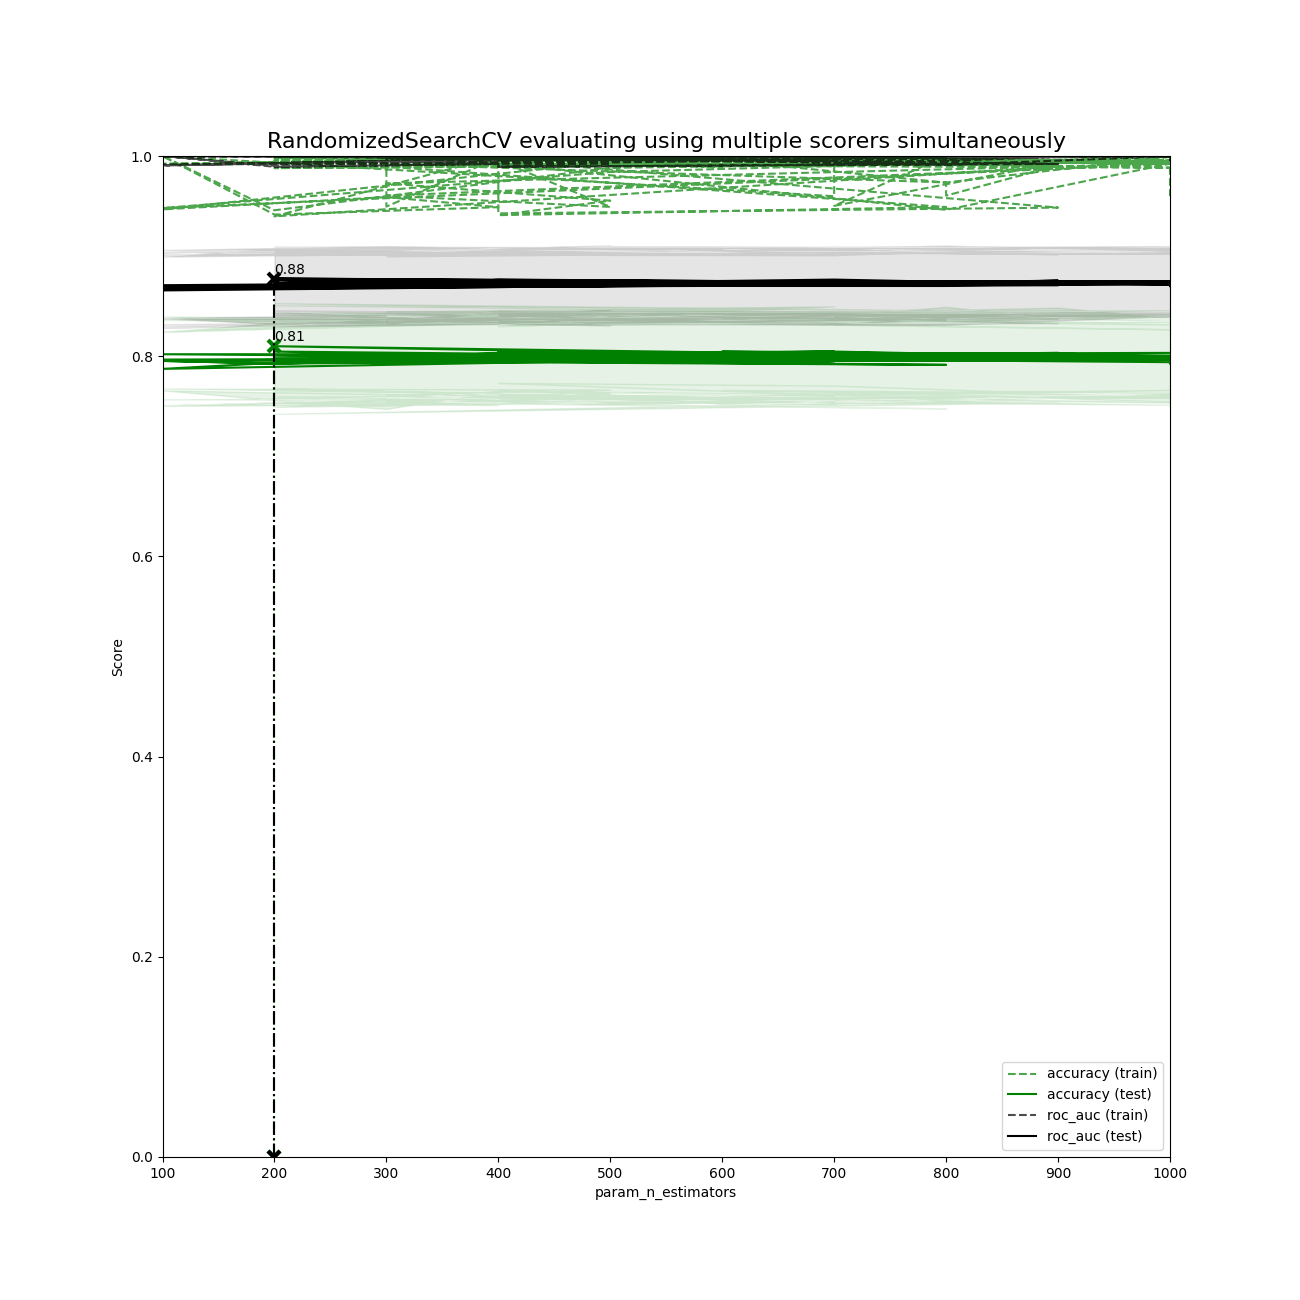 RandomizedSearchCV evaluating using multiple scorers simultaneously
1.0
0.88
0.81
0.8
0.6
Score
0.4
0.2
0.0
accuracy (train)
accuracy (test)
roc_auc (train)
roc_auc (test)
100 200 300 400 500 600 700 800 900 1000
param_n_estimators